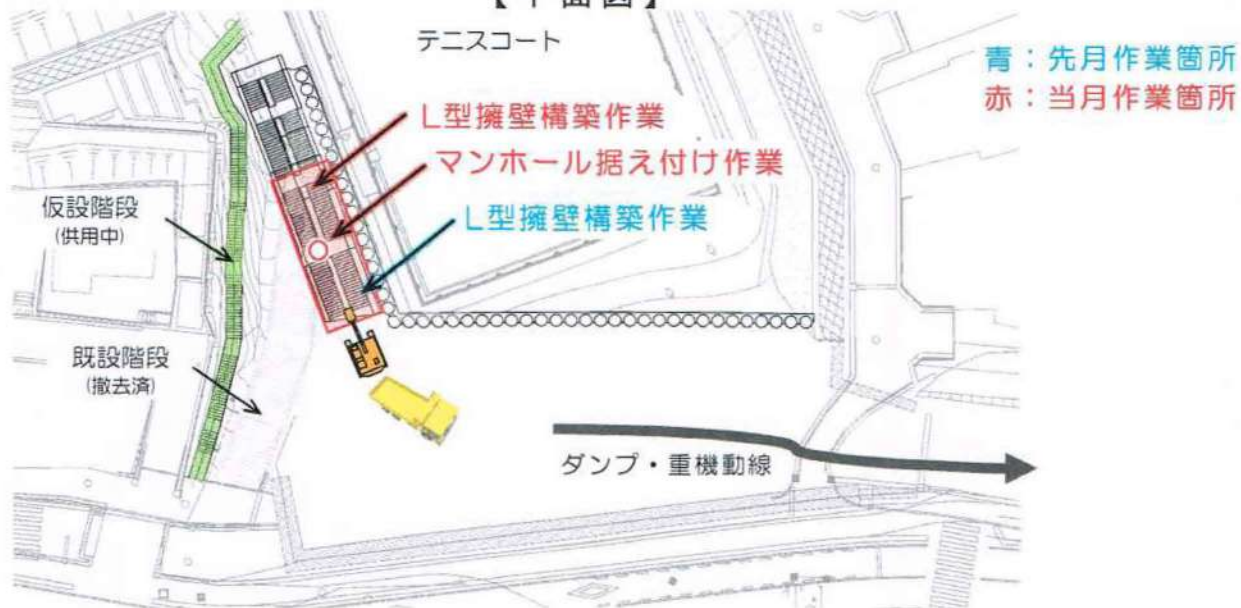 【平面図】
テニスコート
青：先月作業箇所
赤：当月作業箇所
L型擁壁構築作業
マンホール据え付け作業
L型擁壁構築作業
仮設階段
(供用中)
既設階段
(撤去済)
ダンプ・重機動線